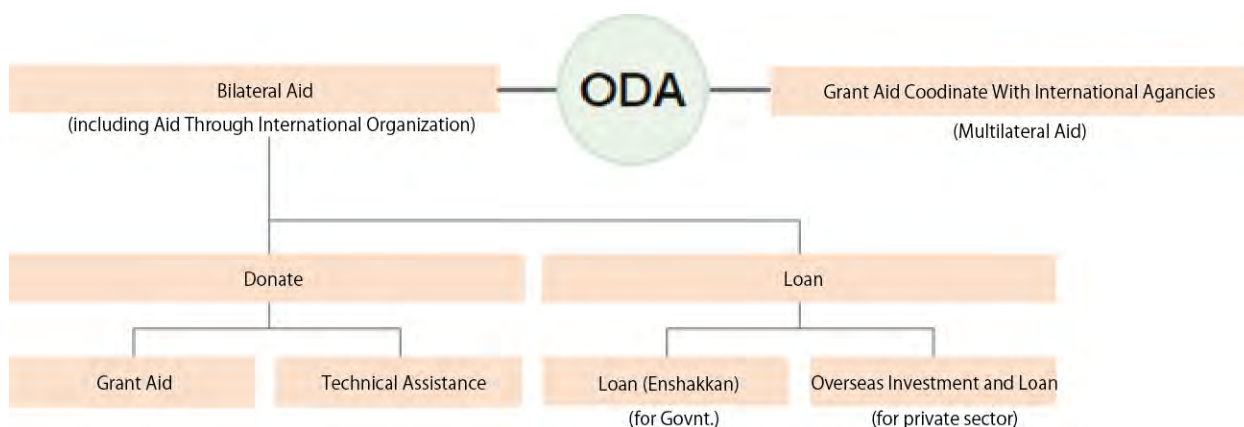 ODA
Bilateral Aid
(including Aid Through International Organization)
Grant Aid Coodinate With International Agancies
(Multilateral Aid)
Donate
Loan
Grant Aid
Technical Assistance
Loan (Enshakkan)
(for Govnt.)
Overseas Investment and Loan
(for private sector)